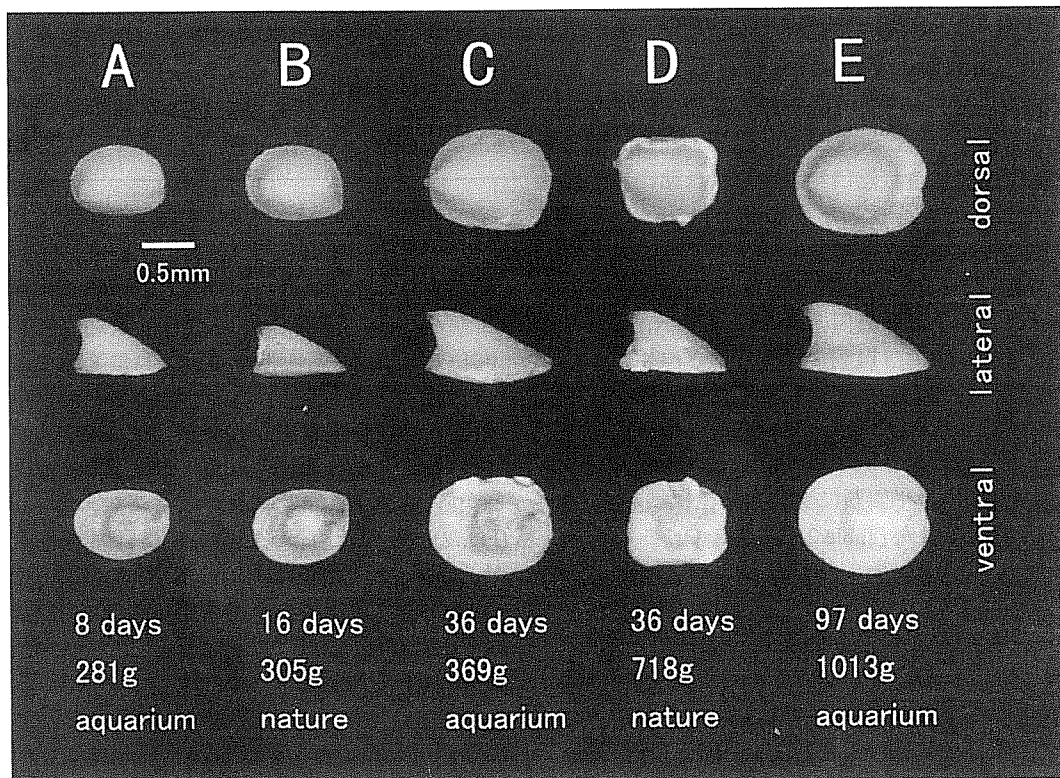 A B C D E
dorsal
0.5mm
lateral
ventral
8 days 16 days 36 days 36 days 97 days
281g 305g 369g 718g 1013g
aquarium nature aquarium nature aquarium